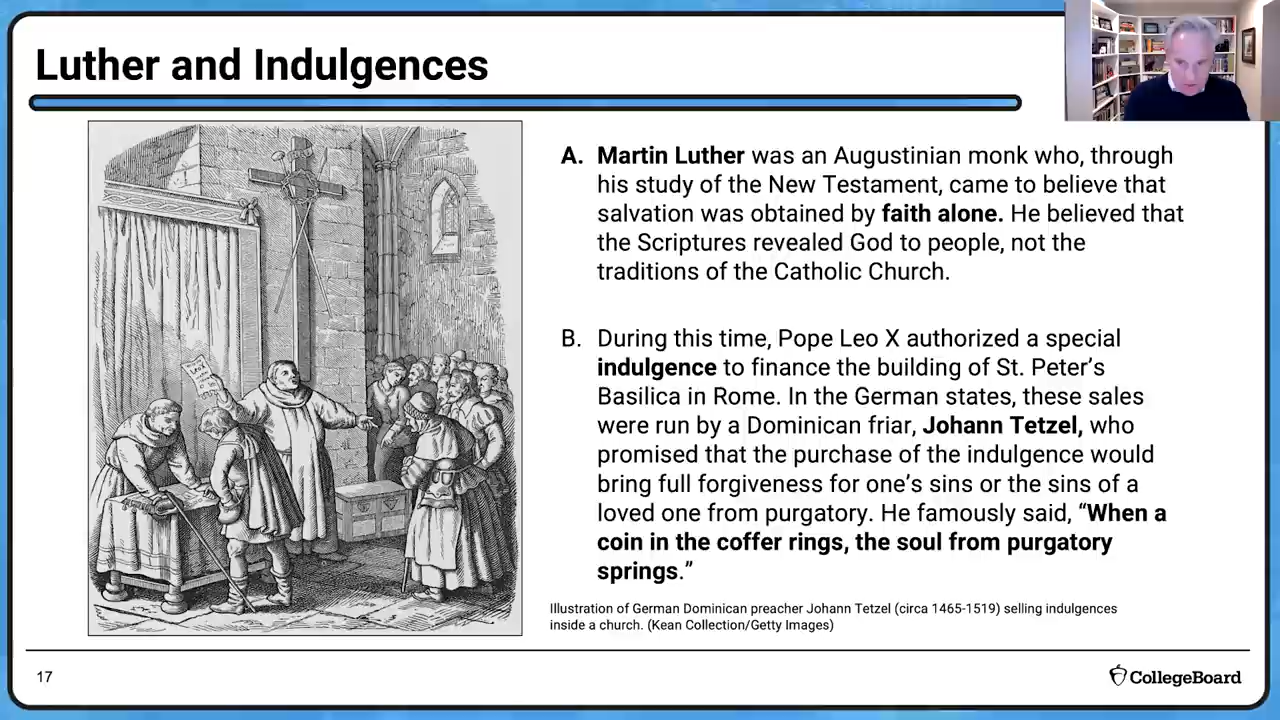 Luther and Indulgences
A. Martin Luther was an Augustinian monk who, through
his study of the New Testament, came to believe that
salvation was obtained by faith alone. He believed that
the Scriptures revealed God to people, not the
traditions of the Catholic Church.
B. During this time, Pope Leo X authorized a special
indulgence to finance the building of St. Peter’s
Basilica in Rome. In the German states, these sales
were run by a Dominican friar, Johann Tetzel, who
promised that the purchase of the indulgence would
bring full forgiveness for one’s sins or the sins of a
loved one from purgatory. He famously said, “When a
coin in the coffer rings, the soul from purgatory
springs.”
Illustration of German Dominican preacher Johann Tetzel (circa 1465-1519) selling indulgences
inside a church. (Kean Collection/Getty Images)
17
CollegeBoard